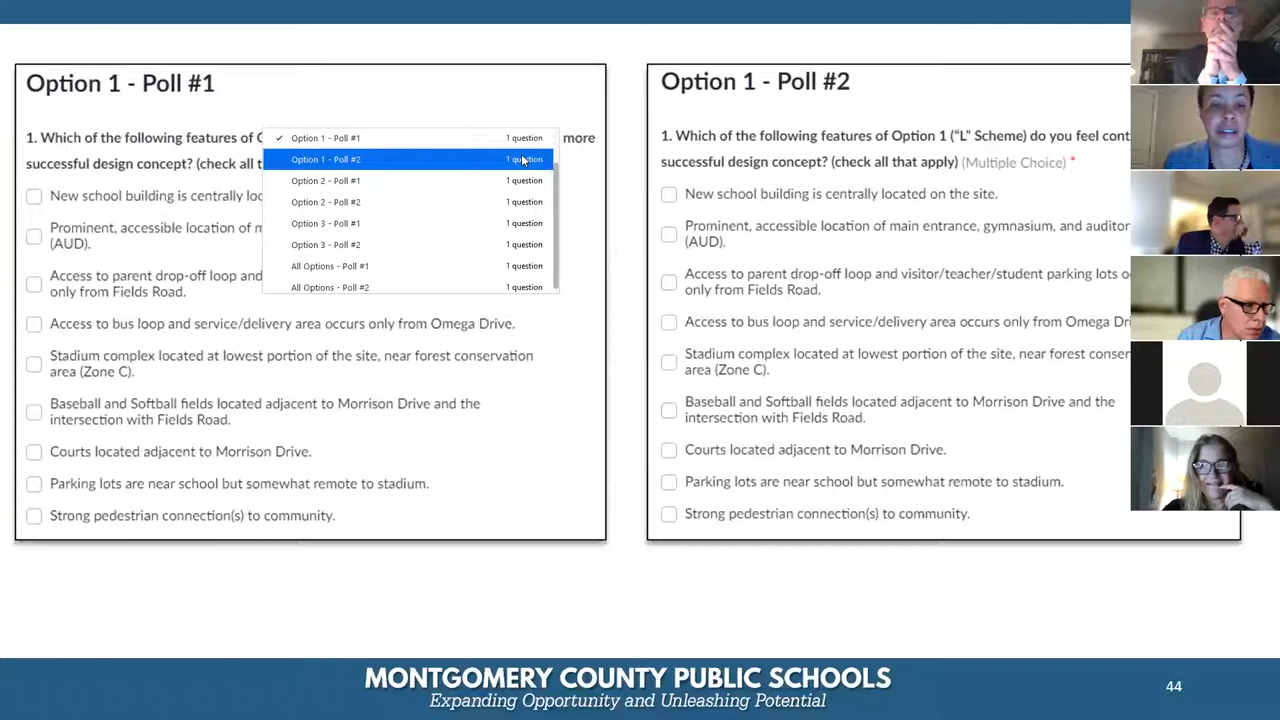 Option 1 - Poll #1
1. Which of the following features of
more
successful design concept? (check all t
New school building is centrally loc
Prominent, accessible location of m
(AUD).
Access to parent drop-off loop and
only from Fields Road.
Access to bus loop and service/delivery area occurs only from Omega Drive.
Stadium complex located at lowest portion of the site, near forest conservation
area (Zone C).
Baseball and Softball fields located adjacent to Morrison Drive and the
intersection with Fields Road.
Courts located adjacent to Morrison Drive.
Parking lots are near school but somewhat remote to stadium.
Strong pedestrian connection(s) to community.
✓ Option 1 - Poll #1 1 question
Option 1 - Poll #2 1 question
Option 2 - Poll #1 1 question
Option 2 - Poll #2 1 question
Option 3 - Poll #1 1 question
Option 3 - Poll #2 1 question
All Options - Poll #1 1 question
All Options - Poll #2 1 question
Option 1 - Poll #2
1. Which of the following features of Option 1 (“L” Scheme) do you feel cont
successful design concept? (check all that apply) (Multiple Choice) *
New school building is centrally located on the site.
Prominent, accessible location of main entrance, gymnasium, and auditor
(AUD).
Access to parent drop-off loop and visitor/teacher/student parking lots o
only from Fields Road.
Access to bus loop and service/delivery area occurs only from Omega Dri
Stadium complex located at lowest portion of the site, near forest conser
area (Zone C).
Baseball and Softball fields located adjacent to Morrison Drive and the
intersection with Fields Road.
Courts located adjacent to Morrison Drive.
Parking lots are near school but somewhat remote to stadium.
Strong pedestrian connection(s) to community.
MONTGOMERY COUNTY PUBLIC SCHOOLS
Expanding Opportunity and Unleashing Potential
44